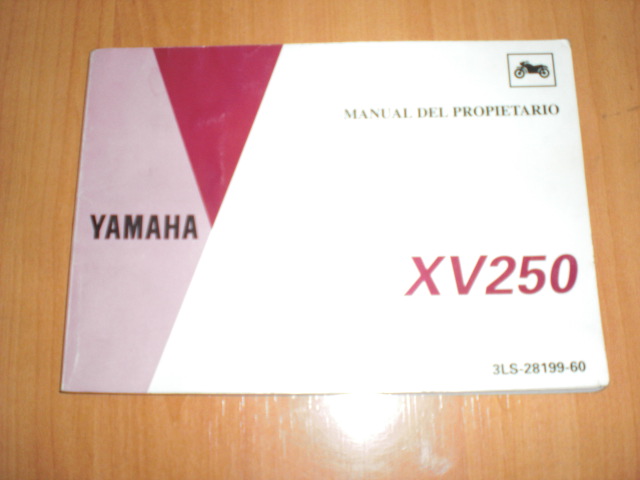 MANUAL DEL PROPIETARIO
YAMAHA
XV250
3LS-28199-60